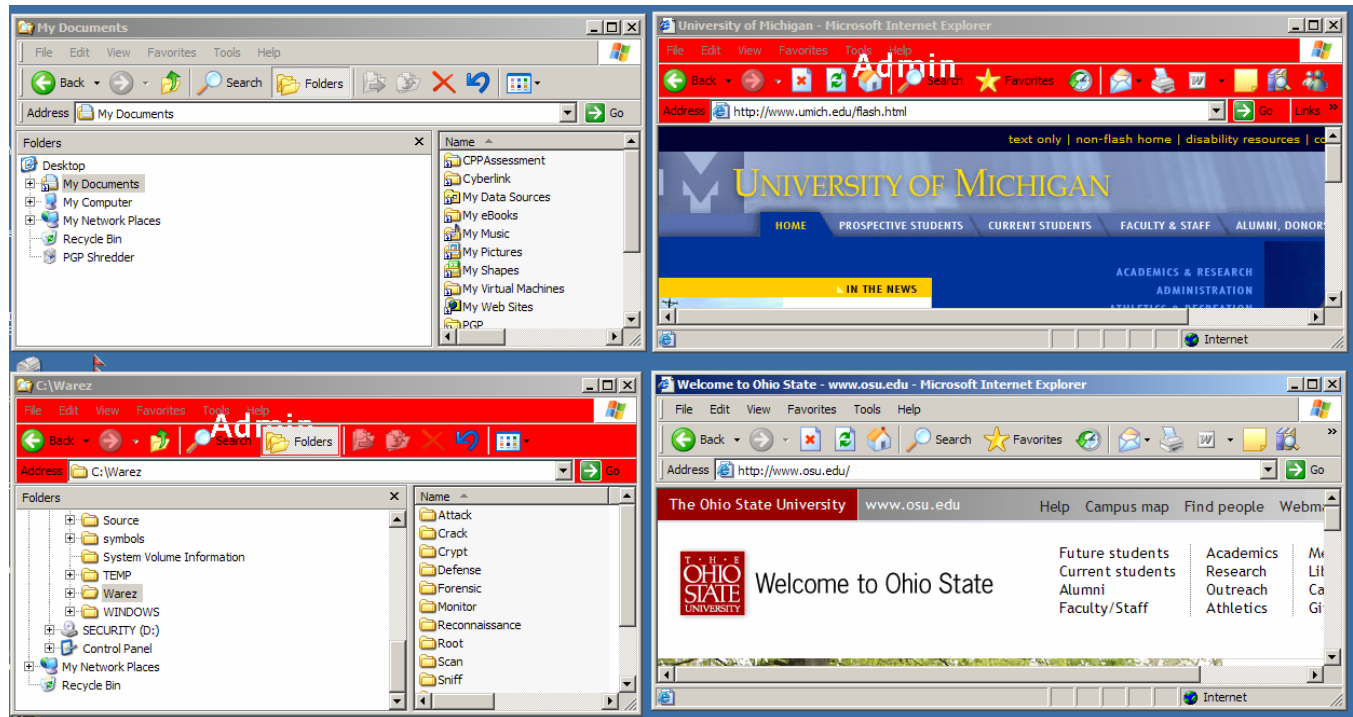 My Documents
File Edit View Favorites Tools Help
Back Search Folders
Address My Documents Go
Folders
Desktop
My Documents
My Computer
My Network Places
Recycle Bin
PGP Shredder
Name
CPPAssessment
Cyberlink
My Data Sources
My eBooks
My Music
My Pictures
My Shapes
My Virtual Machines
My Web Sites
PGP
University of Michigan - Microsoft Internet Explorer
File Edit View Favorites Tools Help
Admin
Back Search Favorites
Address http://www.umich.edu/flash.html Go Links »
text only | non-flash home | disability resources | co
UNIVERSITY OF MICHIGAN
HOME PROSPECTIVE STUDENTS CURRENT STUDENTS FACULTY & STAFF ALUMNI, DONORS
ACADEMICS & RESEARCH
ADMINISTRATION
ATHLETICS & RECREATION
IN THE NEWS
Internet
C:\Warez
File Edit View Favorites Tools Help
Admin
Back Search Folders
Address C:\Warez Go
Folders
Source
symbols
System Volume Information
TEMP
Warez
WINDOWS
SECURITY (D:)
Control Panel
My Network Places
Recycle Bin
Name
Attack
Crack
Crypt
Defense
Forensic
Monitor
Reconnaissance
Root
Scan
Sniff
Welcome to Ohio State - www.osu.edu - Microsoft Internet Explorer
File Edit View Favorites Tools Help
Back Search Favorites »
Address http://www.osu.edu/ Go
The Ohio State University www.osu.edu Help Campus map Find people Webma
T·H·E
OHIO
STATE
UNIVERSITY
Welcome to Ohio State
Future students
Current students
Alumni
Faculty/Staff
Academics
Research
Outreach
Athletics
Me
Lib
Ca
Gi
Internet